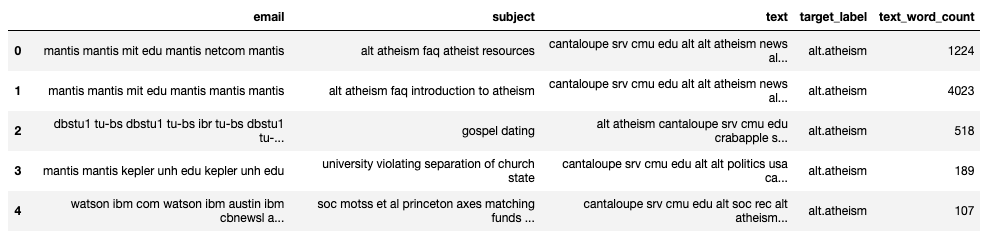 email subject text target_label text_word_count
0 mantis mantis mit edu mantis netcom mantis alt atheism faq atheist resources cantaloupe srv cmu edu alt alt atheism news al... alt.atheism 1224
1 mantis mantis mit edu mantis mantis mantis alt atheism faq introduction to atheism cantaloupe srv cmu edu alt alt atheism news al... alt.atheism 4023
2 dbstu1 tu-bs dbstu1 tu-bs ibr tu-bs dbstu1 tu-... gospel dating alt atheism cantaloupe srv cmu edu crabapple s... alt.atheism 518
3 mantis mantis kepler unh edu kepler unh edu university violating separation of church state cantaloupe srv cmu edu alt alt politics usa ca... alt.atheism 189
4 watson ibm com watson ibm austin ibm cbnewsl a... soc motss et al princeton axes matching funds ... cantaloupe srv cmu edu alt soc rec alt atheism... alt.atheism 107